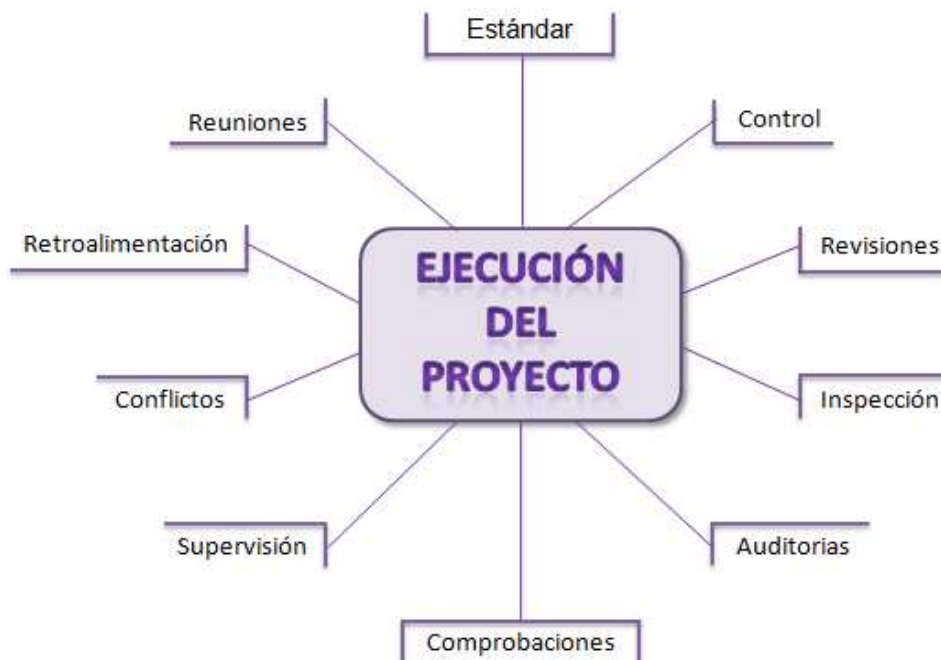 Estándar
Reuniones
Control
Retroalimentación
Revisiones
EJECUCIÓN
DEL
PROYECTO
Conflictos
Inspección
Supervisión
Auditorias
Comprobaciones